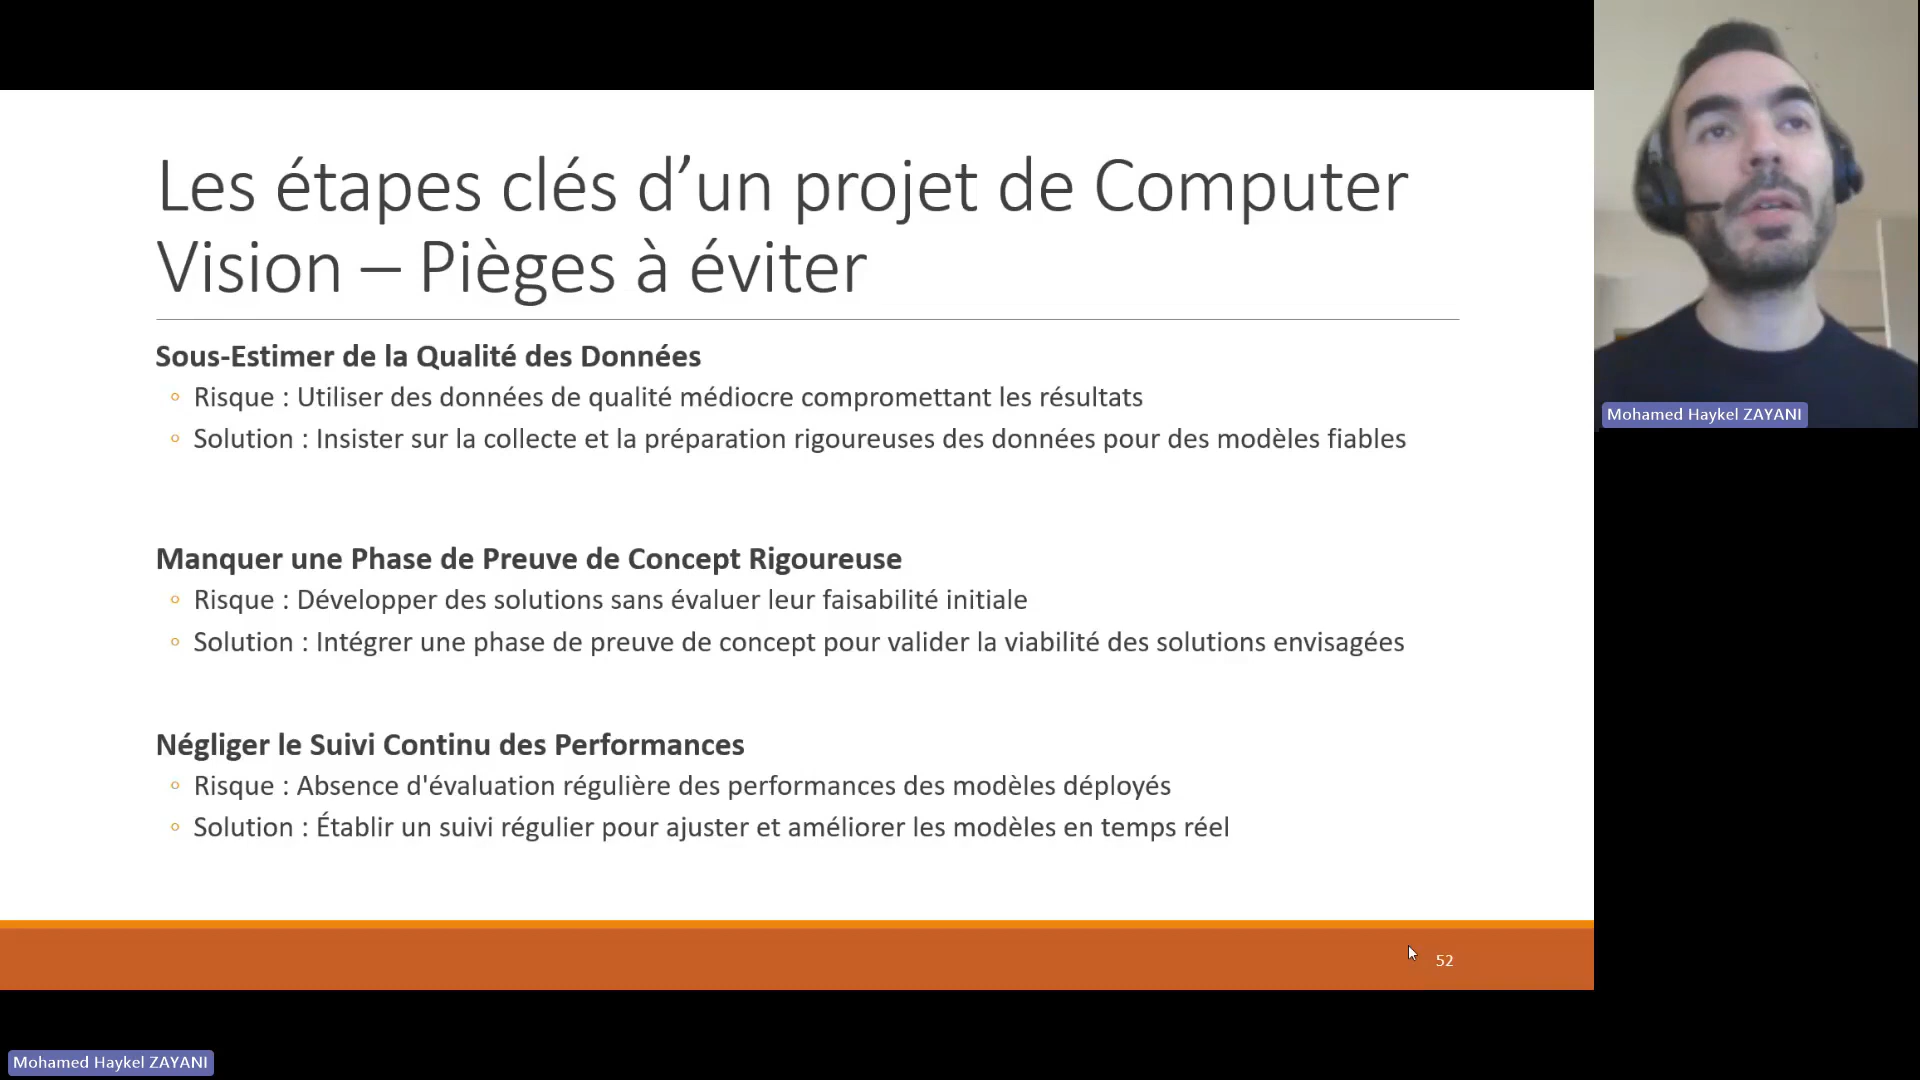 Les étapes clés d’un projet de Computer
Vision – Pièges à éviter
Sous-Estimer de la Qualité des Données
◦ Risque : Utiliser des données de qualité médiocre compromettant les résultats
◦ Solution : Insister sur la collecte et la préparation rigoureuses des données pour des modèles fiables
Manquer une Phase de Preuve de Concept Rigoureuse
◦ Risque : Développer des solutions sans évaluer leur faisabilité initiale
◦ Solution : Intégrer une phase de preuve de concept pour valider la viabilité des solutions envisagées
Négliger le Suivi Continu des Performances
◦ Risque : Absence d'évaluation régulière des performances des modèles déployés
◦ Solution : Établir un suivi régulier pour ajuster et améliorer les modèles en temps réel
52
Mohamed Haykel ZAYANI
Mohamed Haykel ZAYANI